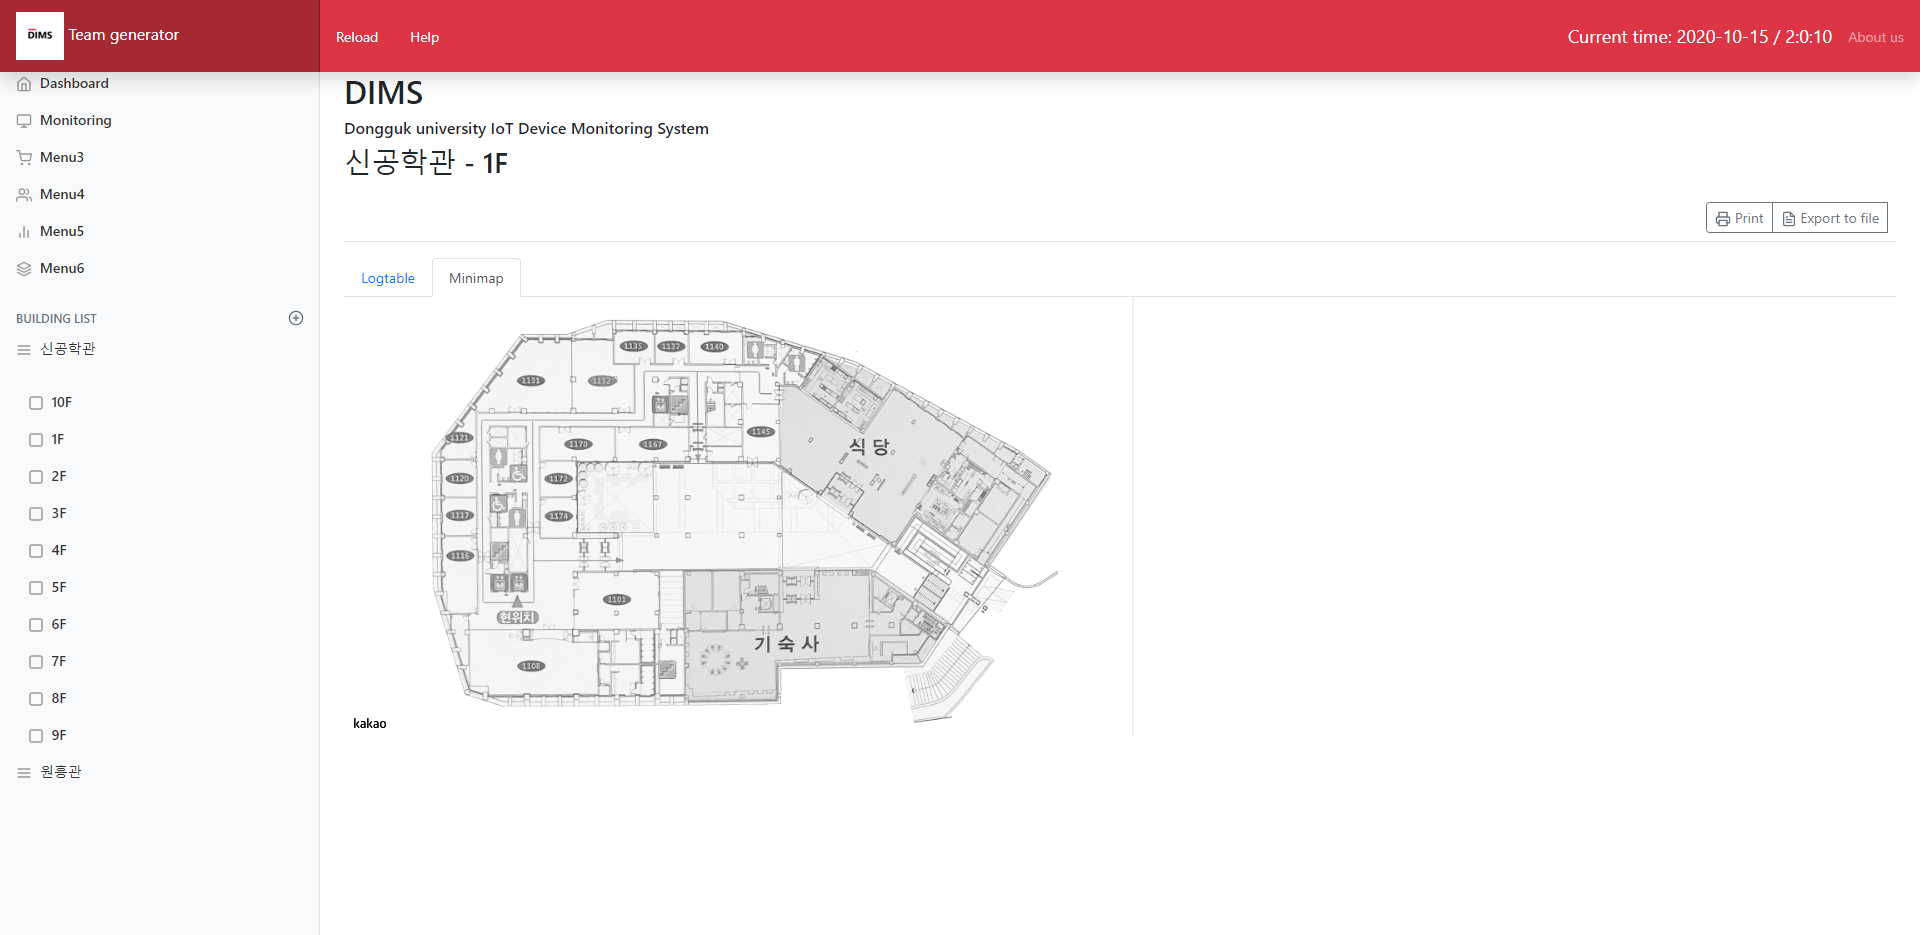 DIMS Team generator
Reload Help
Current time: 2020-10-15 / 2:0:10 About us
Dashboard
Monitoring
Menu3
Menu4
Menu5
Menu6
BUILDING LIST
신공학관
10F
1F
2F
3F
4F
5F
6F
7F
8F
9F
원흥관
DIMS
Dongguk university IoT Device Monitoring System
신공학관 - 1F
Print Export to file
Logtable Minimap
1135 1137 1140
1131 1132
1121 1170 1167 1145 식당
1120 1172
1117 1174
1116
1101
현위치
기숙사
1108
kakao